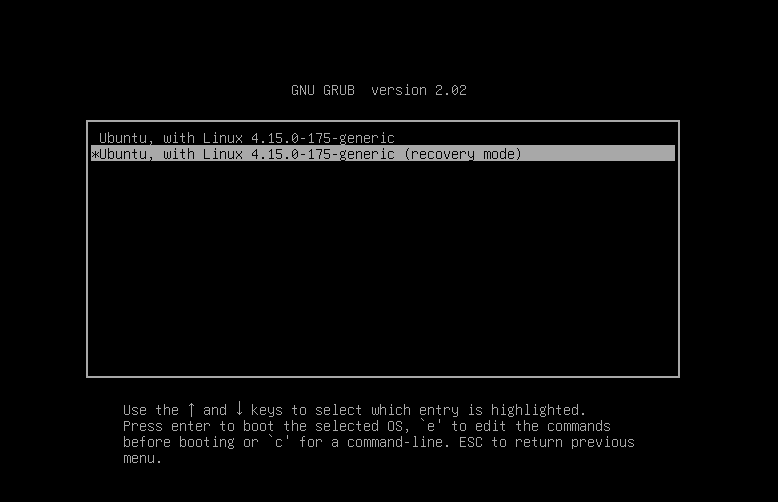 GNU GRUB  version 2.02
Ubuntu, with Linux 4.15.0-175-generic
*Ubuntu, with Linux 4.15.0-175-generic (recovery mode)
Use the ↑ and ↓ keys to select which entry is highlighted.
Press enter to boot the selected OS, `e' to edit the commands
before booting or `c' for a command-line. ESC to return previous
menu.